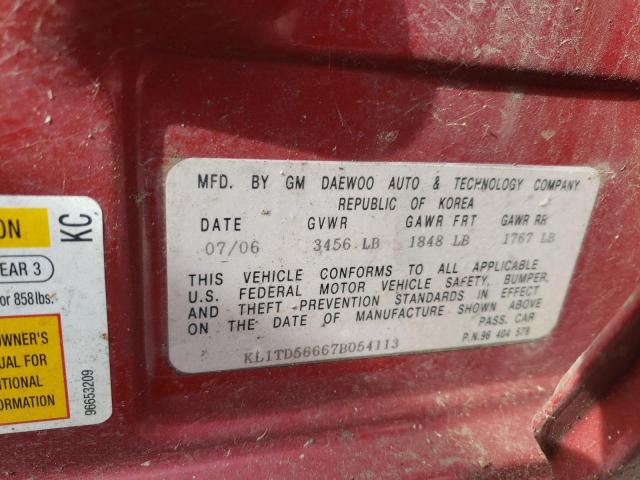 MFD. BY GM DAEWOO AUTO & TECHNOLOGY COMPANY
REPUBLIC OF KOREA
DATE GVWR GAWR FRT GAWR RR
07/06 3456 LB 1848 LB 1767 LB
THIS VEHICLE CONFORMS TO ALL APPLICABLE
U.S. FEDERAL MOTOR VEHICLE SAFETY, BUMPER,
AND THEFT PREVENTION STANDARDS IN EFFECT
ON THE DATE OF MANUFACTURE SHOWN ABOVE
PASS. CAR
KL1TD56667B054113
P.N.96 404 578
ON
KC
EAR 3
or 858 lbs.
OWNER'S
UAL FOR
ITIONAL
ORMATION
96653209